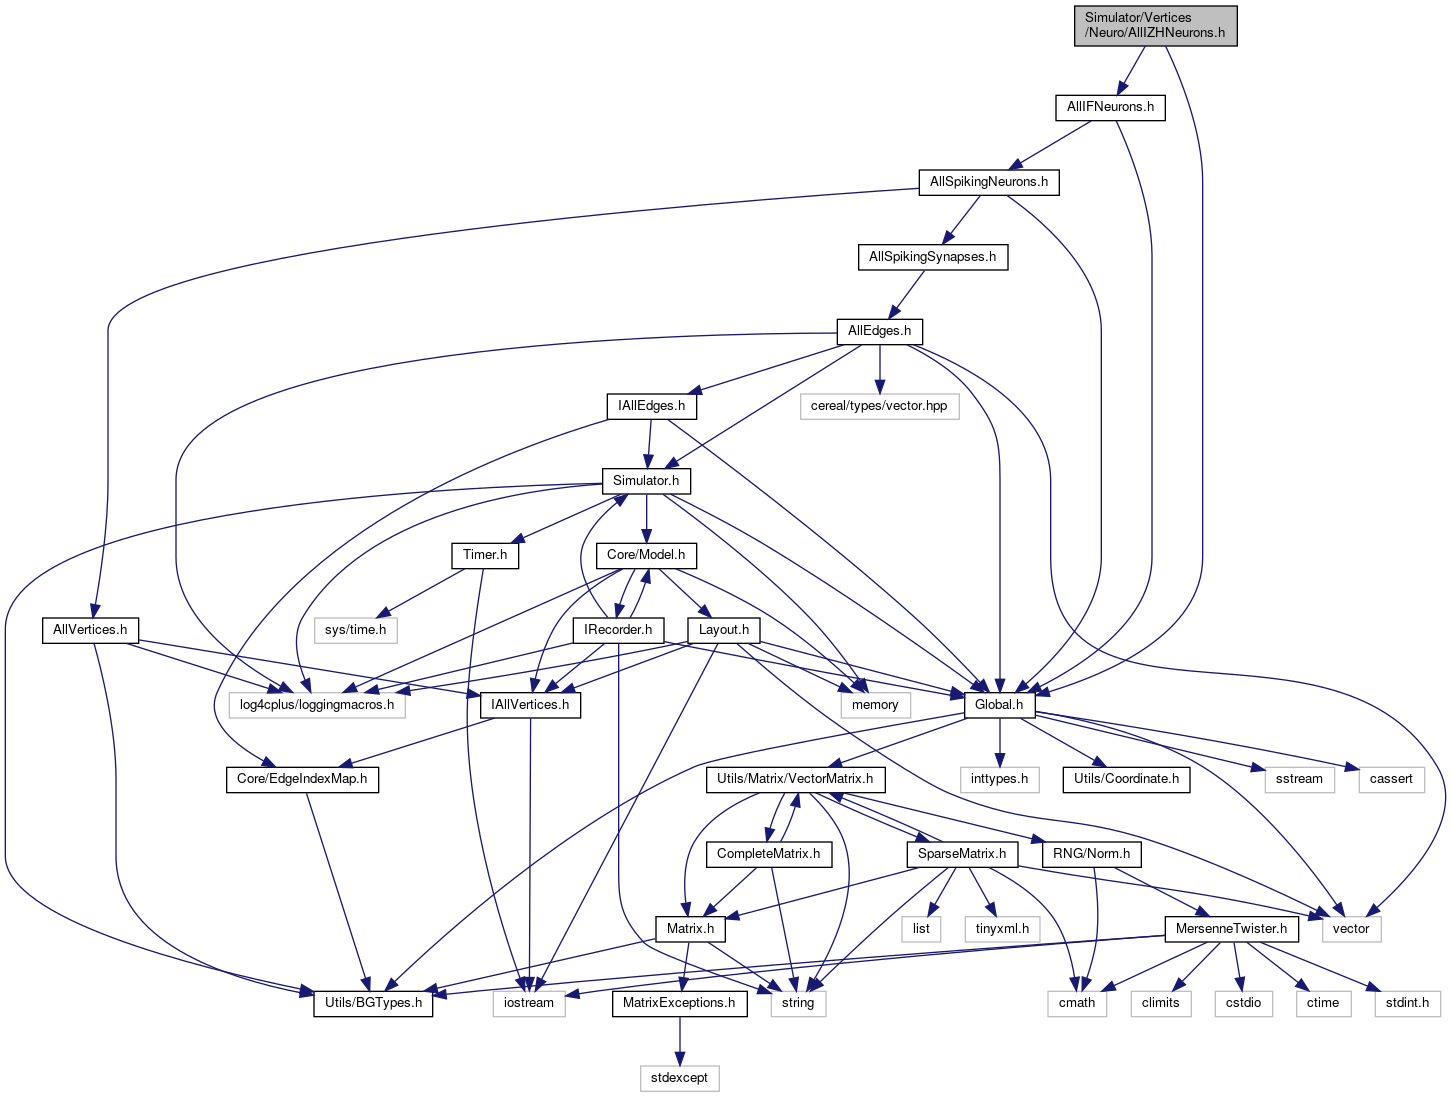 Simulator/Vertices
/Neuro/AllIZHNeurons.h
AllIFNeurons.h
AllSpikingNeurons.h
AllSpikingSynapses.h
AllEdges.h
IAllEdges.h
cereal/types/vector.hpp
Simulator.h
Timer.h
Core/Model.h
AllVertices.h
sys/time.h
IRecorder.h
Layout.h
log4cplus/loggingmacros.h
IAllVertices.h
memory
Global.h
Core/EdgeIndexMap.h
Utils/Matrix/VectorMatrix.h
inttypes.h
Utils/Coordinate.h
sstream
cassert
CompleteMatrix.h
SparseMatrix.h
RNG/Norm.h
Matrix.h
list
tinyxml.h
MersenneTwister.h
vector
Utils/BGTypes.h
iostream
MatrixExceptions.h
string
cmath
climits
cstdio
ctime
stdint.h
stdexcept